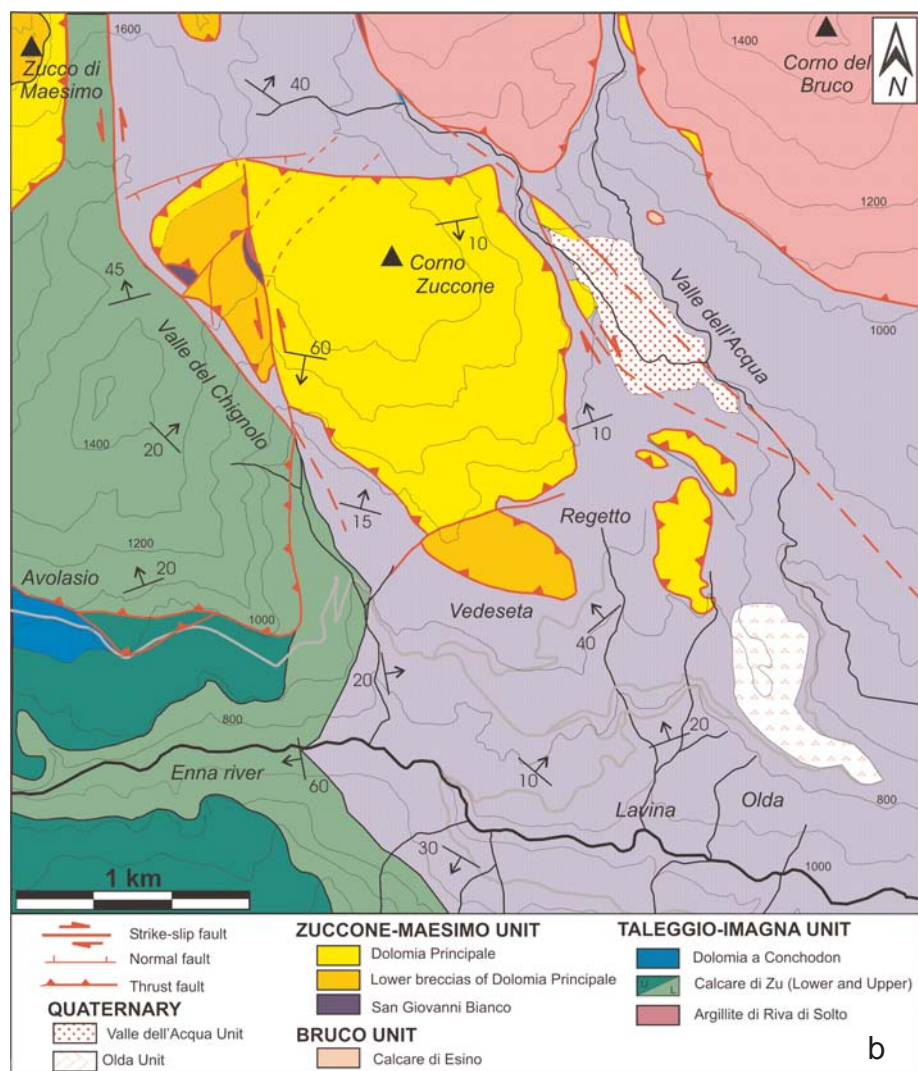 1600
1400
Zucco di
Maesimo
40
Corno del
Bruco
N
1200
10
Corno
Zuccone
45
Valle dell'Acqua
1000
Valle del Chignolo
60
10
20
1400
15
Regetto
1200
Avolasio
20
1000
Vedeseta
40
20
800
20
Enna river
60
10
Lavina
Olda
800
30
1000
1 km
Strike-slip fault
Normal fault
Thrust fault
QUATERNARY
Valle dell'Acqua Unit
Olda Unit
ZUCCONE-MAESIMO UNIT
Dolomia Principale
Lower breccias of Dolomia Principale
San Giovanni Bianco
BRUCO UNIT
Calcare di Esino
TALEGGIO-IMAGNA UNIT
Dolomia a Conchodon
U
L
Calcare di Zu (Lower and Upper)
Argillite di Riva di Solto
b